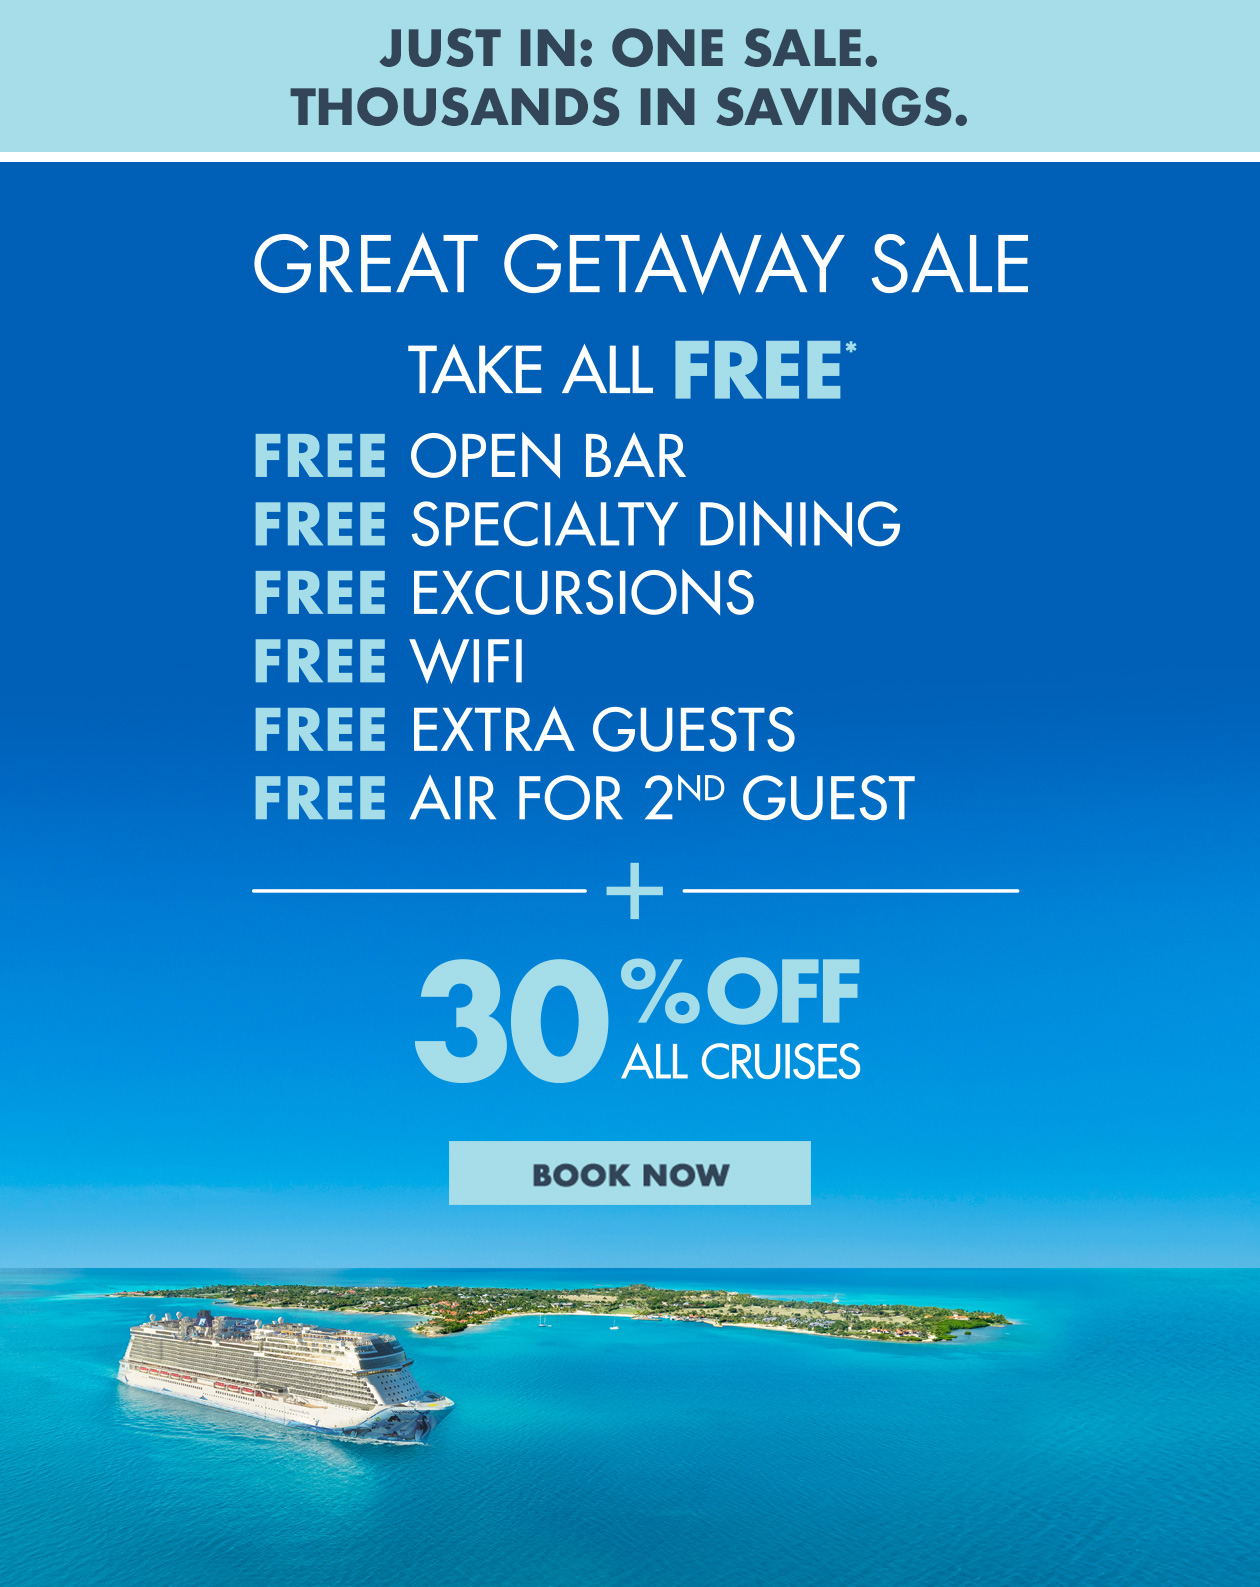 JUST IN: ONE SALE.
THOUSANDS IN SAVINGS.
GREAT GETAWAY SALE
TAKE ALL FREE*
FREE OPEN BAR
FREE SPECIALTY DINING
FREE EXCURSIONS
FREE WIFI
FREE EXTRA GUESTS
FREE AIR FOR 2ND GUEST
+
30% OFF
ALL CRUISES
BOOK NOW